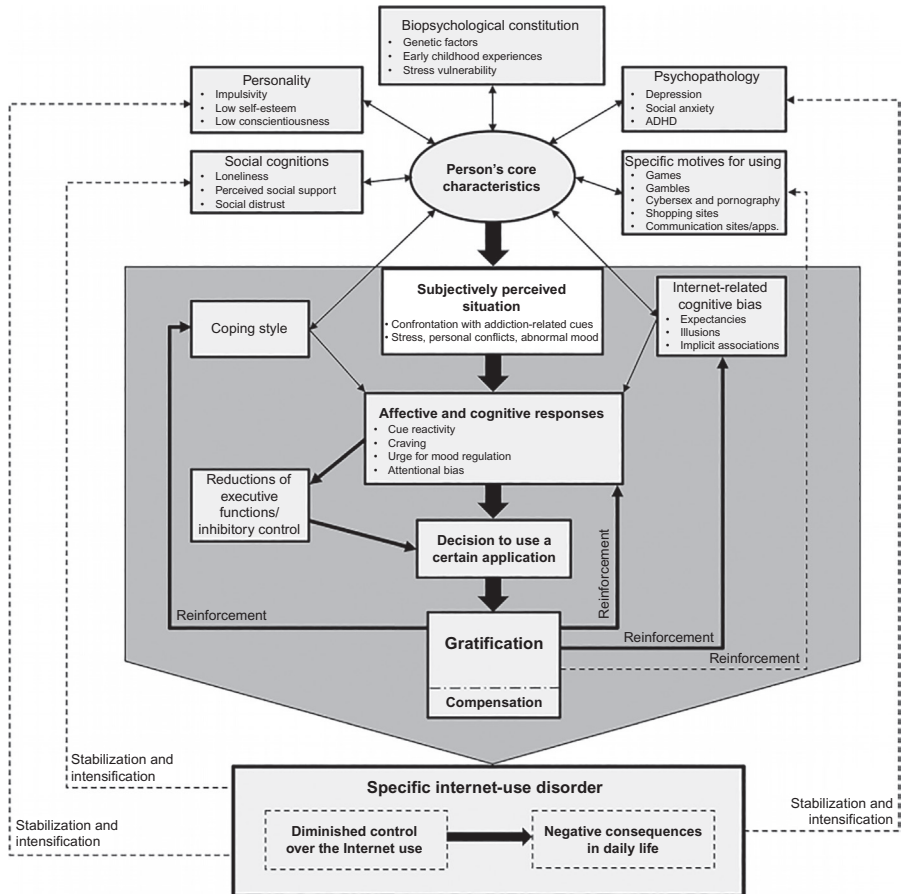 Biopsychological constitution
• Genetic factors
• Early childhood experiences
• Stress vulnerability
Personality
• Impulsivity
• Low self-esteem
• Low conscientiousness
Psychopathology
• Depression
• Social anxiety
• ADHD
Social cognitions
• Loneliness
• Perceived social support
• Social distrust
Person's core
characteristics
Specific motives for using
• Games
• Gambles
• Cybersex and pornography
• Shopping sites
• Communication sites/apps.
Subjectively perceived
situation
• Confrontation with addiction-related cues
• Stress, personal conflicts, abnormal mood
Coping style
Internet-related
cognitive bias
• Expectancies
• Illusions
• Implicit associations
Affective and cognitive responses
• Cue reactivity
• Craving
• Urge for mood regulation
• Attentional bias
Reductions of
executive
functions/
inhibitory control
Decision to use a
certain application
Reinforcement
Reinforcement
Gratification
Reinforcement
Reinforcement
Compensation
Stabilization and
intensification
Specific internet-use disorder
Stabilization and
intensification
Diminished control
over the Internet use
Negative consequences
in daily life
Stabilization and
intensification